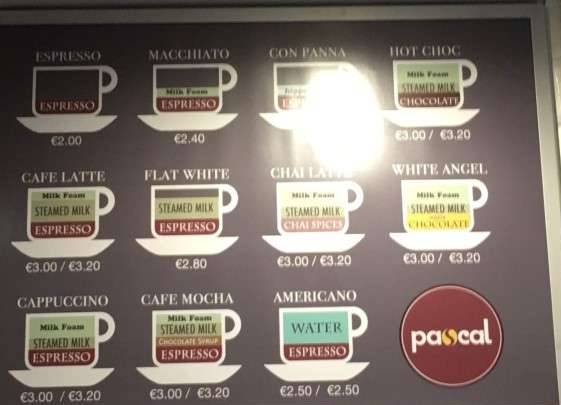 ESPRESSO MACCHIATO CON PANNA HOT CHOC
ESPRESSO
Milk Foam
ESPRESSO
Milk Foam
STEAMED MILK
CHOCOLATE
€2.00 €2.40 €3.00 / €3.20
CAFE LATTE FLAT WHITE CHAI LATTE WHITE ANGEL
Milk Foam
STEAMED MILK
ESPRESSO
STEAMED MILK
ESPRESSO
Milk Foam
STEAMED MILK
CHAI SPICES
Milk Foam
STEAMED MILK
CHOCOLATE
€3.00 / €3.20 €2.80 €3.00 / €3.20 €3.00 / €3.20
CAPPUCCINO CAFE MOCHA AMERICANO
Milk Foam
STEAMED MILK
ESPRESSO
Milk Foam
STEAMED MILK
CHOCOLATE SYRUP
ESPRESSO
WATER
ESPRESSO
pascal
€3.00 / €3.20 €3.00 / €3.20 €2.50 / €2.50